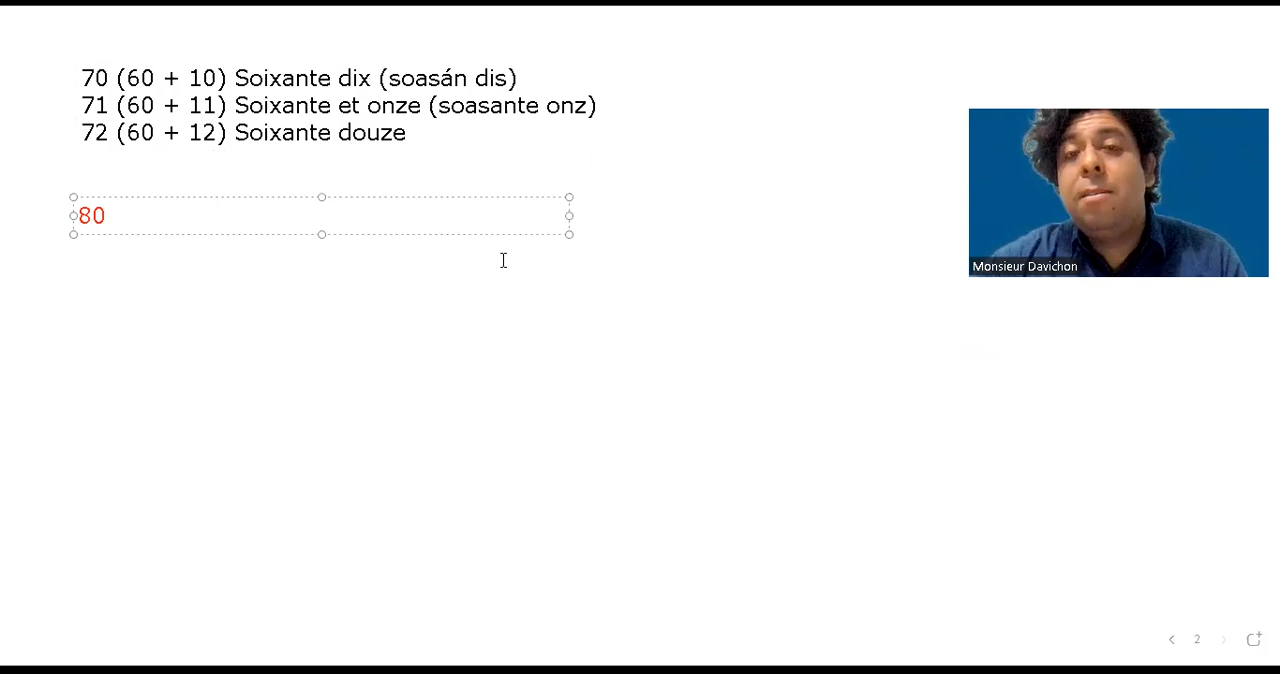 70 (60 + 10) Soixante dix (soasán dis)
71 (60 + 11) Soixante et onze (soasante onz)
72 (60 + 12) Soixante douze
80
Monsieur Davichon
2